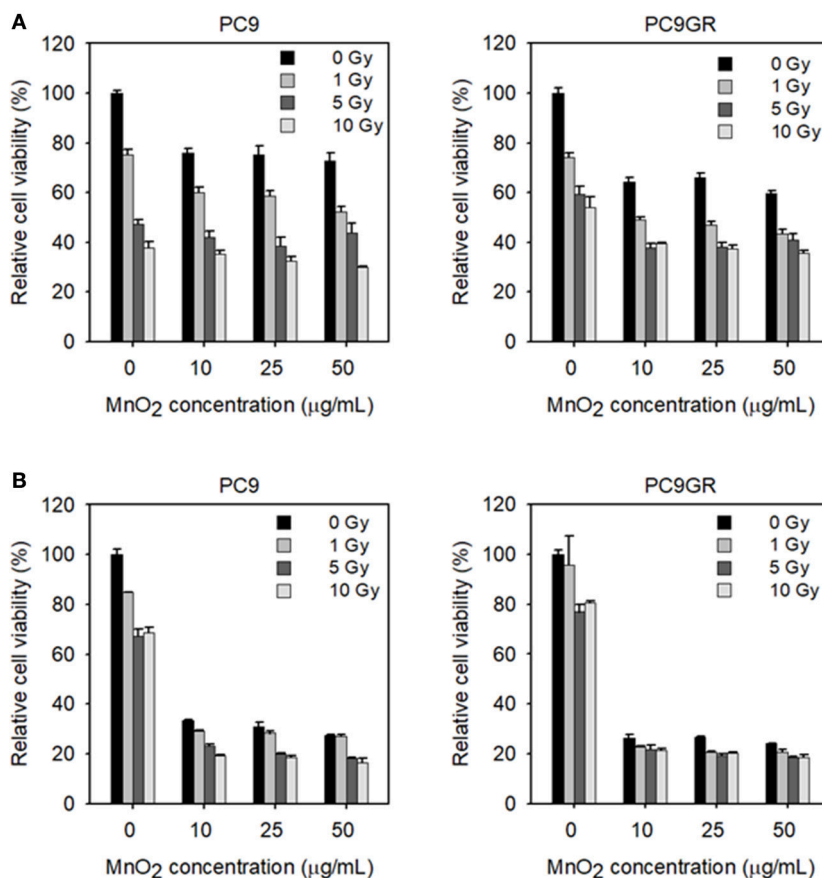 A
PC9
Relative cell viability (%)
120
100
80
60
40
20
0
0 Gy
1 Gy
5 Gy
10 Gy
0 10 25 50
MnO2 concentration (μg/mL)
PC9GR
Relative cell viability (%)
120
100
80
60
40
20
0
0 Gy
1 Gy
5 Gy
10 Gy
0 10 25 50
MnO2 concentration (μg/mL)
B
PC9
Relative cell viability (%)
120
100
80
60
40
20
0
0 Gy
1 Gy
5 Gy
10 Gy
0 10 25 50
MnO2 concentration (μg/mL)
PC9GR
Relative cell viability (%)
120
100
80
60
40
20
0
0 Gy
1 Gy
5 Gy
10 Gy
0 10 25 50
MnO2 concentration (μg/mL)